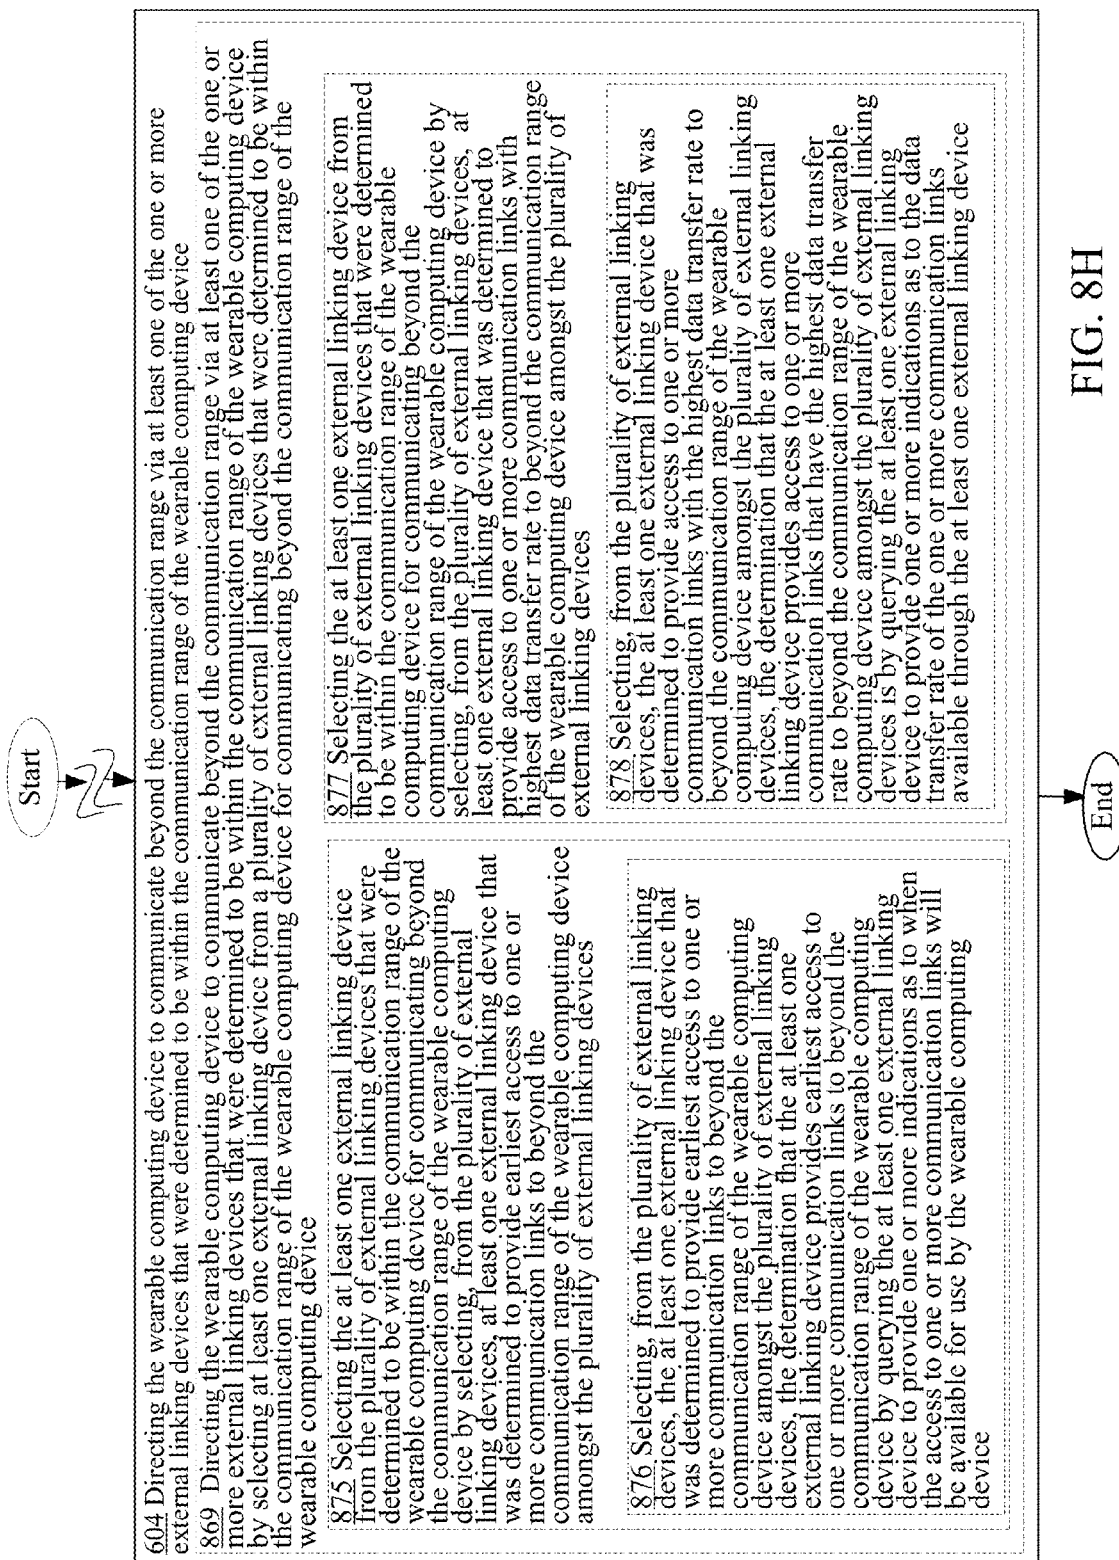 Start
604 Directing the wearable computing device to communicate beyond the communication range via at least one of the one or more
external linking devices that were determined to be within the communication range of the wearable computing device
869 Directing the wearable computing device to communicate beyond the communication range via at least one of the one or
more external linking devices that were determined to be within the communication range of the wearable computing device
by selecting at least one external linking device from a plurality of external linking devices that were determined to be within
the communication range of the wearable computing device for communicating beyond the communication range of the
wearable computing device
875 Selecting the at least one external linking device
from the plurality of external linking devices that were
determined to be within the communication range of the
wearable computing device for communicating beyond
the communication range of the wearable computing
device by selecting, from the plurality of external
linking devices, at least one external linking device that
was determined to provide earliest access to one or
more communication links to beyond the
communication range of the wearable computing device
amongst the plurality of external linking devices
876 Selecting, from the plurality of external linking
devices, the at least one external linking device that
was determined to provide earliest access to one or
more communication links to beyond the
communication range of the wearable computing
device amongst the plurality of external linking
devices, the determination that the at least one
external linking device provides earliest access to
one or more communication links to beyond the
communication range of the wearable computing
device by querying the at least one external linking
device to provide one or more indications as to when
the access to one or more communication links will
be available for use by the wearable computing
device
877 Selecting the at least one external linking device from
the plurality of external linking devices that were determined
to be within the communication range of the wearable
computing device for communicating beyond the
communication range of the wearable computing device by
selecting, from the plurality of external linking devices, at
least one external linking device that was determined to
provide access to one or more communication links with
highest data transfer rate to beyond the communication range
of the wearable computing device amongst the plurality of
external linking devices
878 Selecting, from the plurality of external linking
devices, the at least one external linking device that was
determined to provide access to one or more
communication links with the highest data transfer rate to
beyond the communication range of the wearable
computing device amongst the plurality of external linking
devices, the determination that the at least one external
linking device provides access to one or more
communication links that have the highest data transfer
rate to beyond the communication range of the wearable
computing device amongst the plurality of external linking
devices is by querying the at least one external linking
device to provide one or more indications as to the data
transfer rate of the one or more communication links
available through the at least one external linking device
End
FIG. 8H